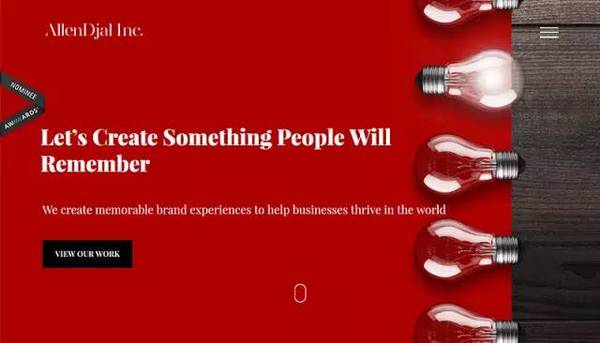 AllenDjal Inc.
NOMINEE
AWWWARDS
Let's Create Something People Will
Remember
We create memorable brand experiences to help businesses thrive in the world
VIEW OUR WORK